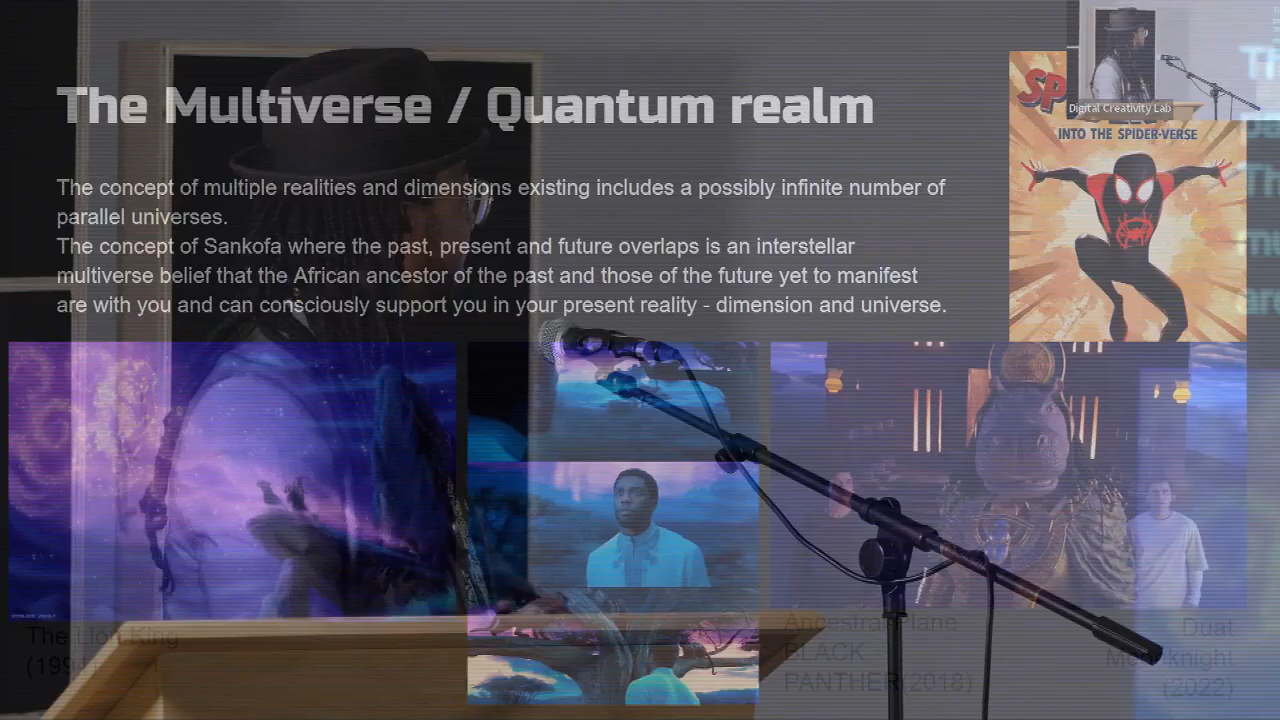 The Multiverse / Quantum realm
The concept of multiple realities and dimensions existing includes a possibly infinite number of
parallel universes.
The concept of Sankofa where the past, present and future overlaps is an interstellar
multiverse belief that the African ancestor of the past and those of the future yet to manifest
are with you and can consciously support you in your present reality - dimension and universe.
SP
Digital Creativity Lab
INTO THE SPIDER-VERSE
The Lion King
(199
Ancestral Plane
BLACK
PANTHER(2018)
Duat
Moonknight
(2022)